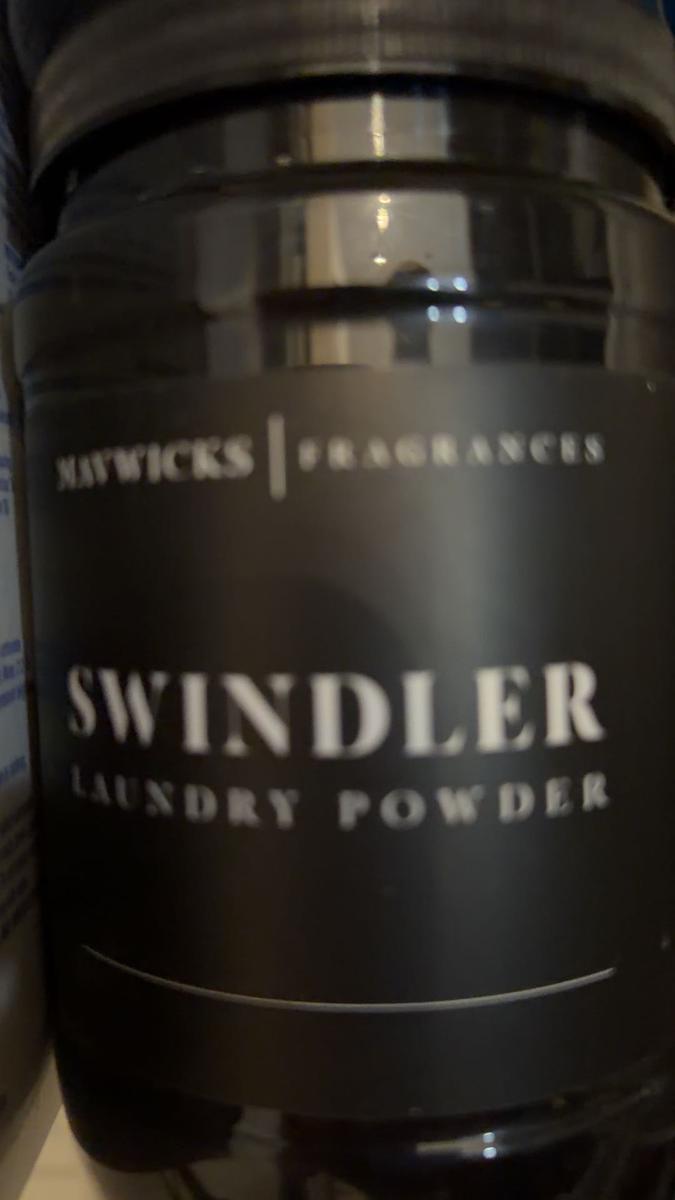 MAYWICKS | FRAGRANCES
SWINDLER
LAUNDRY POWDER